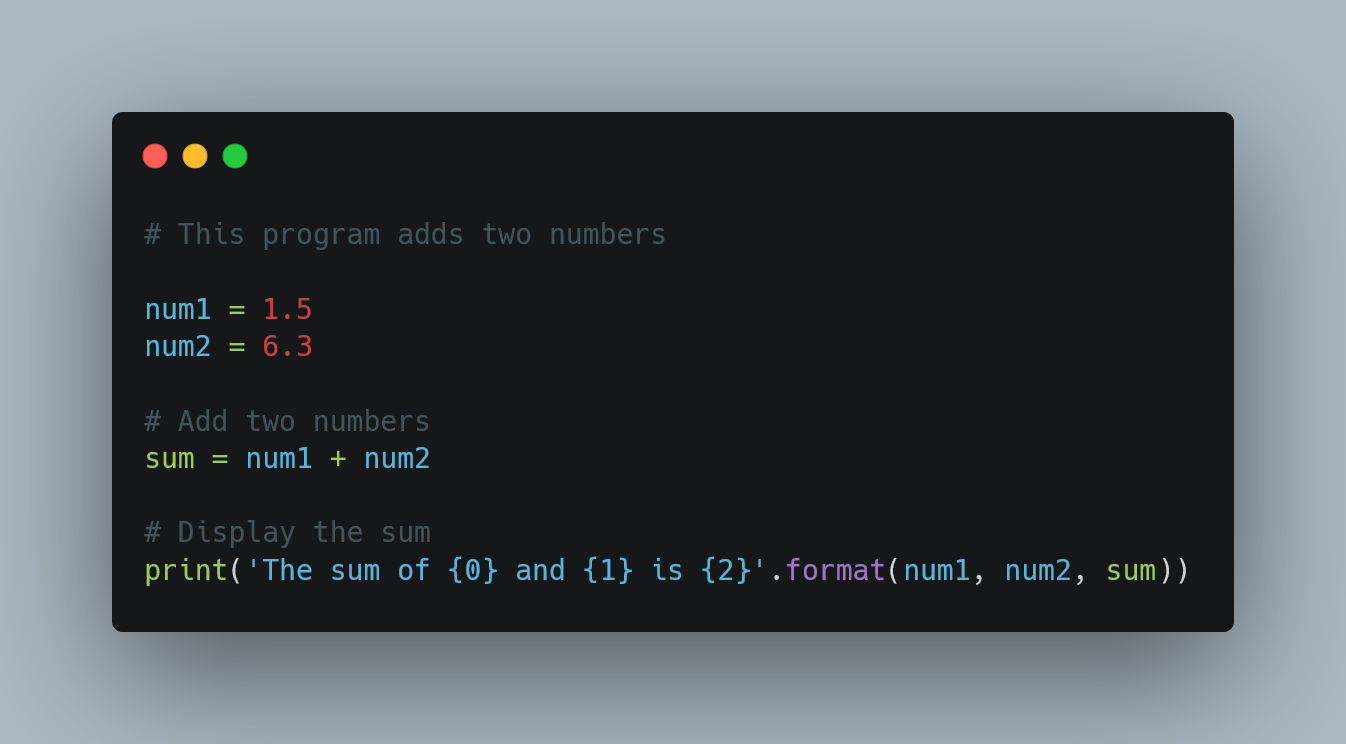 # This program adds two numbers
num1 = 1.5
num2 = 6.3
# Add two numbers
sum = num1 + num2
# Display the sum
print('The sum of {0} and {1} is {2}'.format(num1, num2, sum))